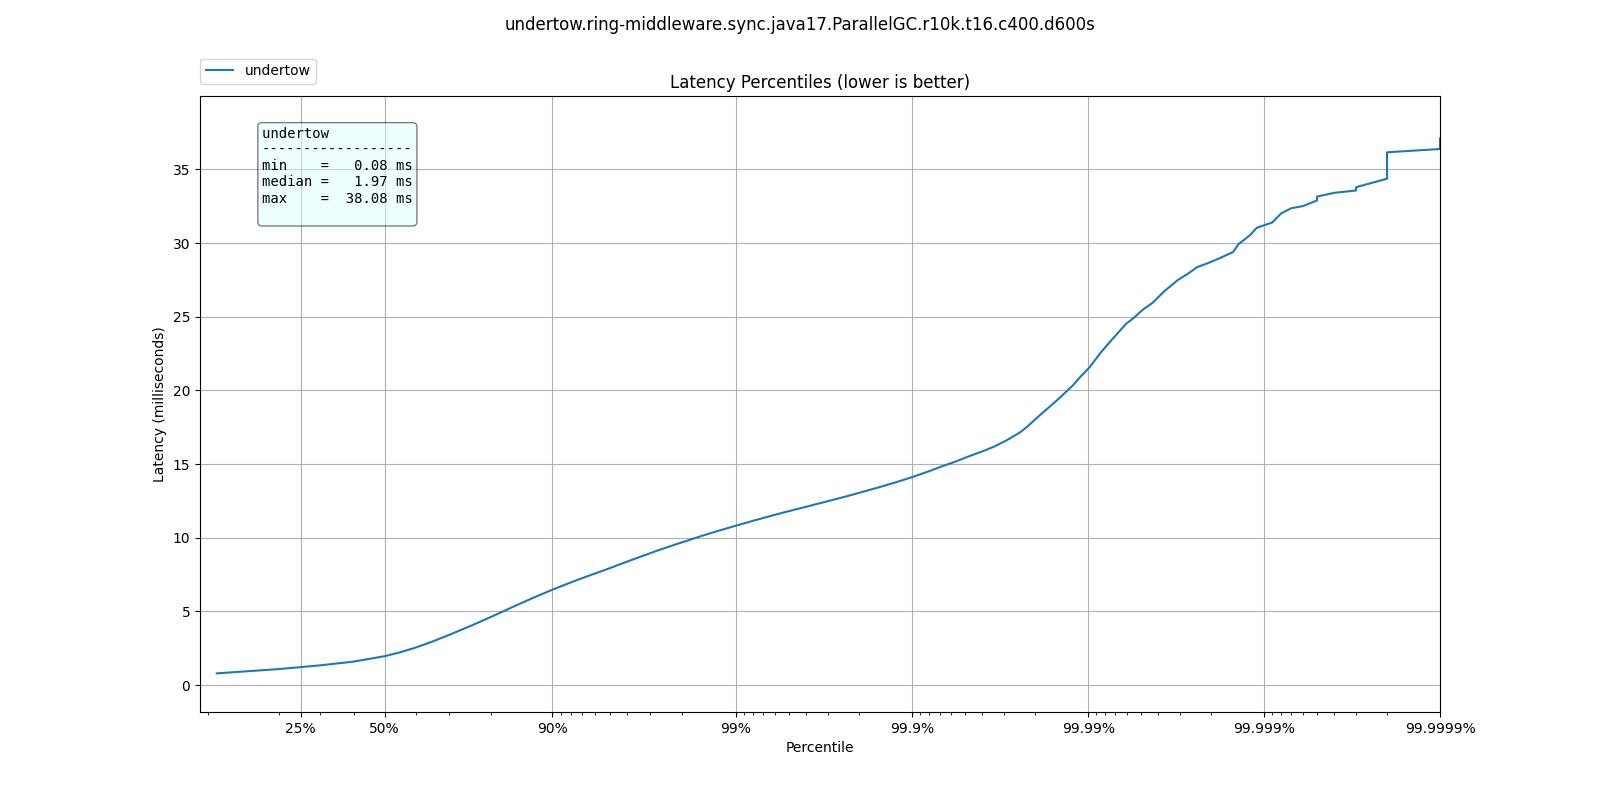 undertow.ring-middleware.sync.java17.ParallelGC.r10k.t16.c400.d600s
undertow
Latency Percentiles (lower is better)
undertow
------------------
min    =   0.08 ms
median =   1.97 ms
max    =  38.08 ms
35
30
25
20
15
10
5
0
Latency (milliseconds)
25% 50% 90% 99% 99.9% 99.99% 99.999% 99.9999%
Percentile